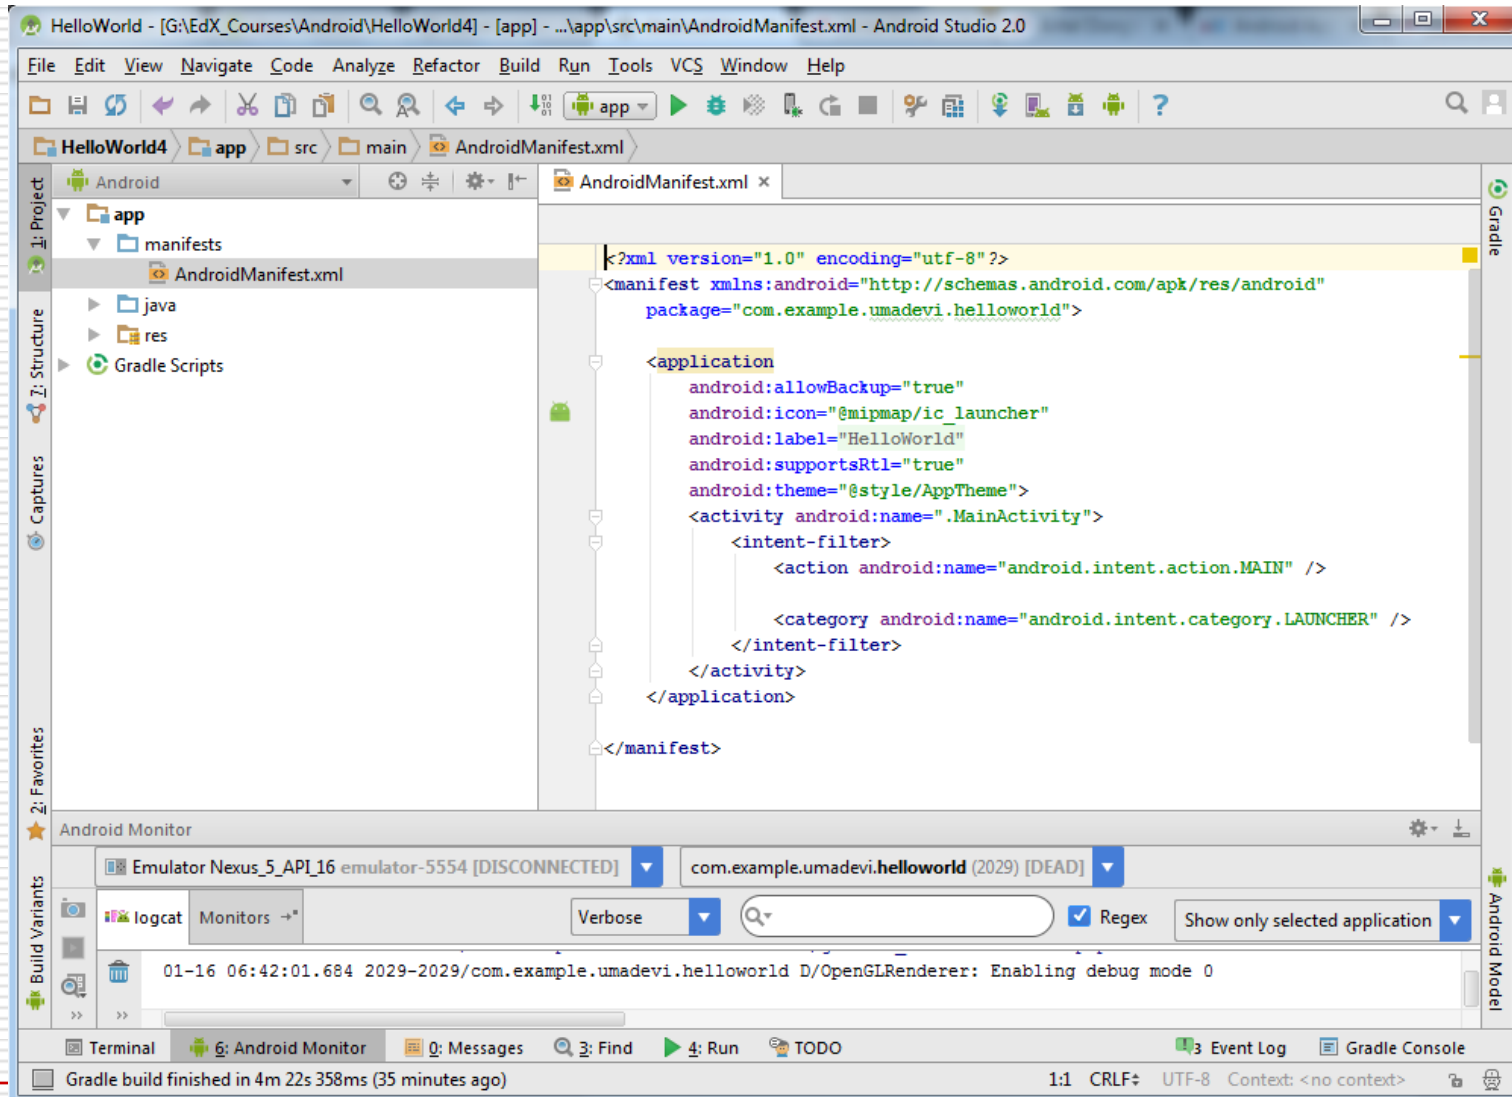 HelloWorld - [G:\EdX_Courses\Android\HelloWorld4] - [app] - ...\app\src\main\AndroidManifest.xml - Android Studio 2.0
File Edit View Navigate Code Analyze Refactor Build Run Tools VCS Window Help
app
HelloWorld4 app src main AndroidManifest.xml
1: Project
7: Structure
Captures
2: Favorites
Build Variants
Android
app
manifests
AndroidManifest.xml
java
res
Gradle Scripts
AndroidManifest.xml
<?xml version="1.0" encoding="utf-8"?>
<manifest xmlns:android="http://schemas.android.com/apk/res/android"
package="com.example.umadevi.helloworld">
<application
android:allowBackup="true"
android:icon="@mipmap/ic_launcher"
android:label="HelloWorld"
android:supportsRtl="true"
android:theme="@style/AppTheme">
<activity android:name=".MainActivity">
<intent-filter>
<action android:name="android.intent.action.MAIN" />
<category android:name="android.intent.category.LAUNCHER" />
</intent-filter>
</activity>
</application>
</manifest>
Gradle
Android Model
Android Monitor
Emulator Nexus_5_API_16 emulator-5554 [DISCONNECTED] com.example.umadevi.helloworld (2029) [DEAD]
logcat Monitors Verbose Regex Show only selected application
01-16 06:42:01.684 2029-2029/com.example.umadevi.helloworld D/OpenGLRenderer: Enabling debug mode 0
Terminal 6: Android Monitor 0: Messages 3: Find 4: Run TODO 3 Event Log Gradle Console
Gradle build finished in 4m 22s 358ms (35 minutes ago) 1:1 CRLF UTF-8 Context: <no context>